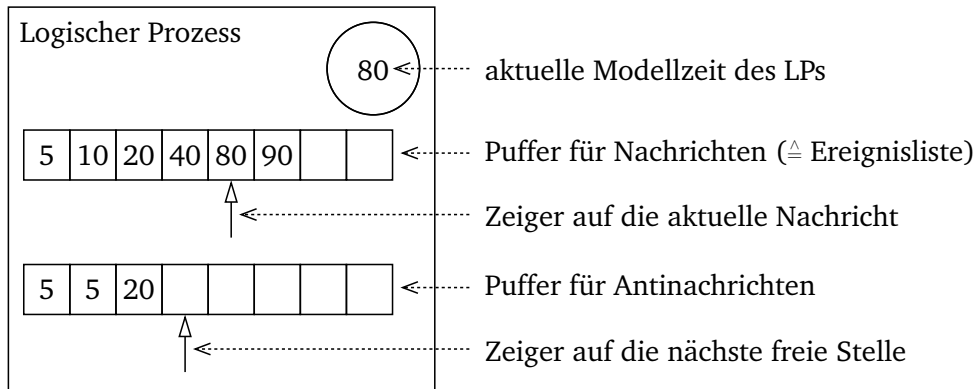 Logischer Prozess
80 aktuelle Modellzeit des LPs
5 10 20 40 80 90 Puffer für Nachrichten (≙ Ereignisliste)
Zeiger auf die aktuelle Nachricht
5 5 20 Puffer für Antinachrichten
Zeiger auf die nächste freie Stelle